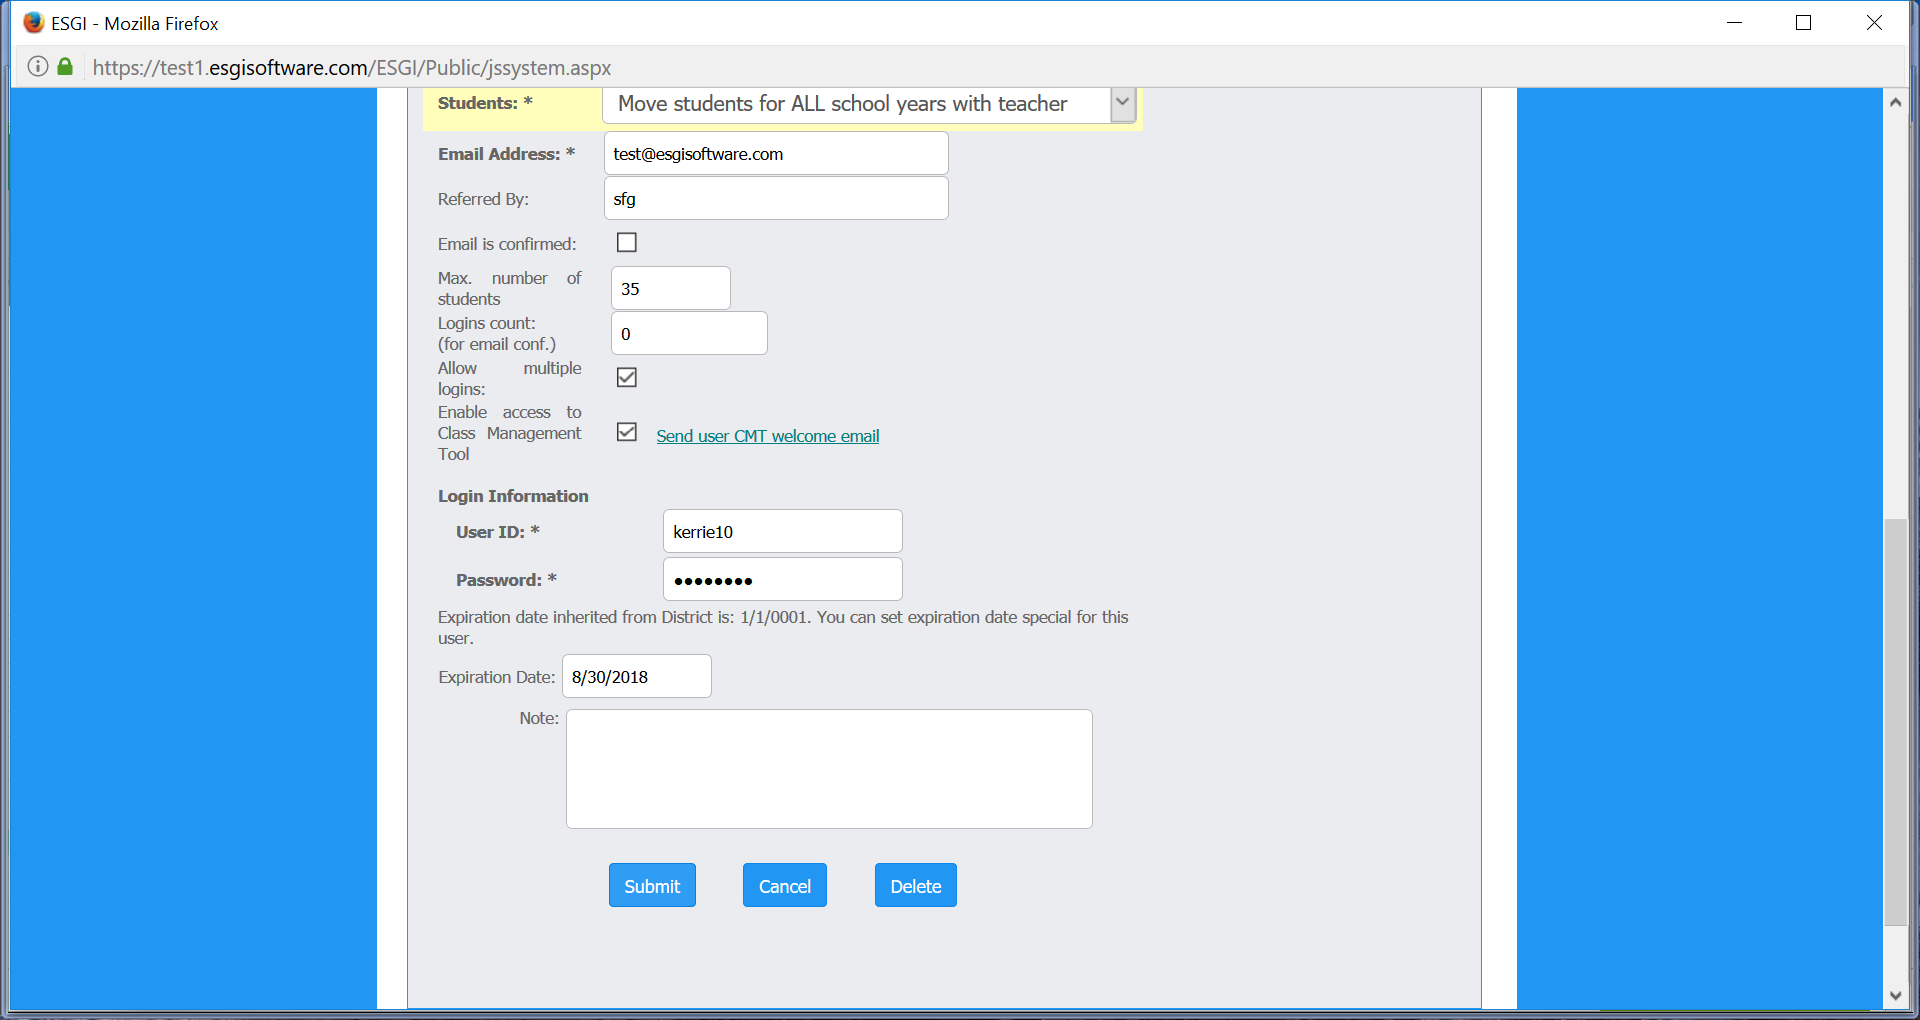 ESGI - Mozilla Firefox
https://test1.esgisoftware.com/ESGI/Public/jssystem.aspx
Students: * Move students for ALL school years with teacher
Email Address: * test@esgisoftware.com
Referred By: sfg
Email is confirmed:
Max. number of
students
35
Logins count:
(for email conf.)
0
Allow multiple
logins:
Enable access to
Class Management
Tool
Send user CMT welcome email
Login Information
User ID: * kerrie10
Password: * ●●●●●●●●
Expiration date inherited from District is: 1/1/0001. You can set expiration date special for this
user.
Expiration Date: 8/30/2018
Note:
Submit Cancel Delete